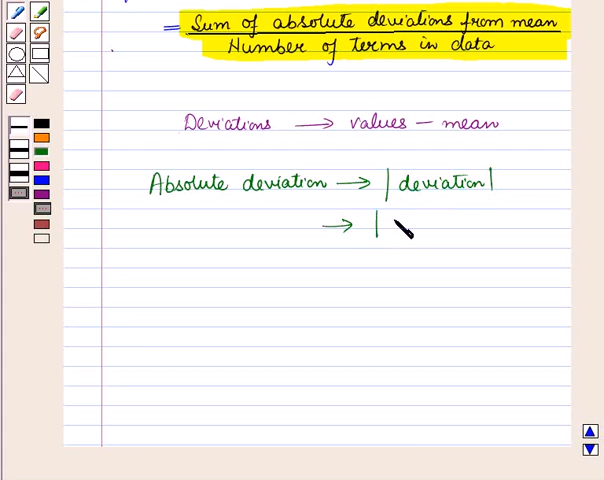 = Sum of absolute deviations from mean
Number of terms in data
Deviations → values - mean
Absolute deviation → |deviation|
→ |